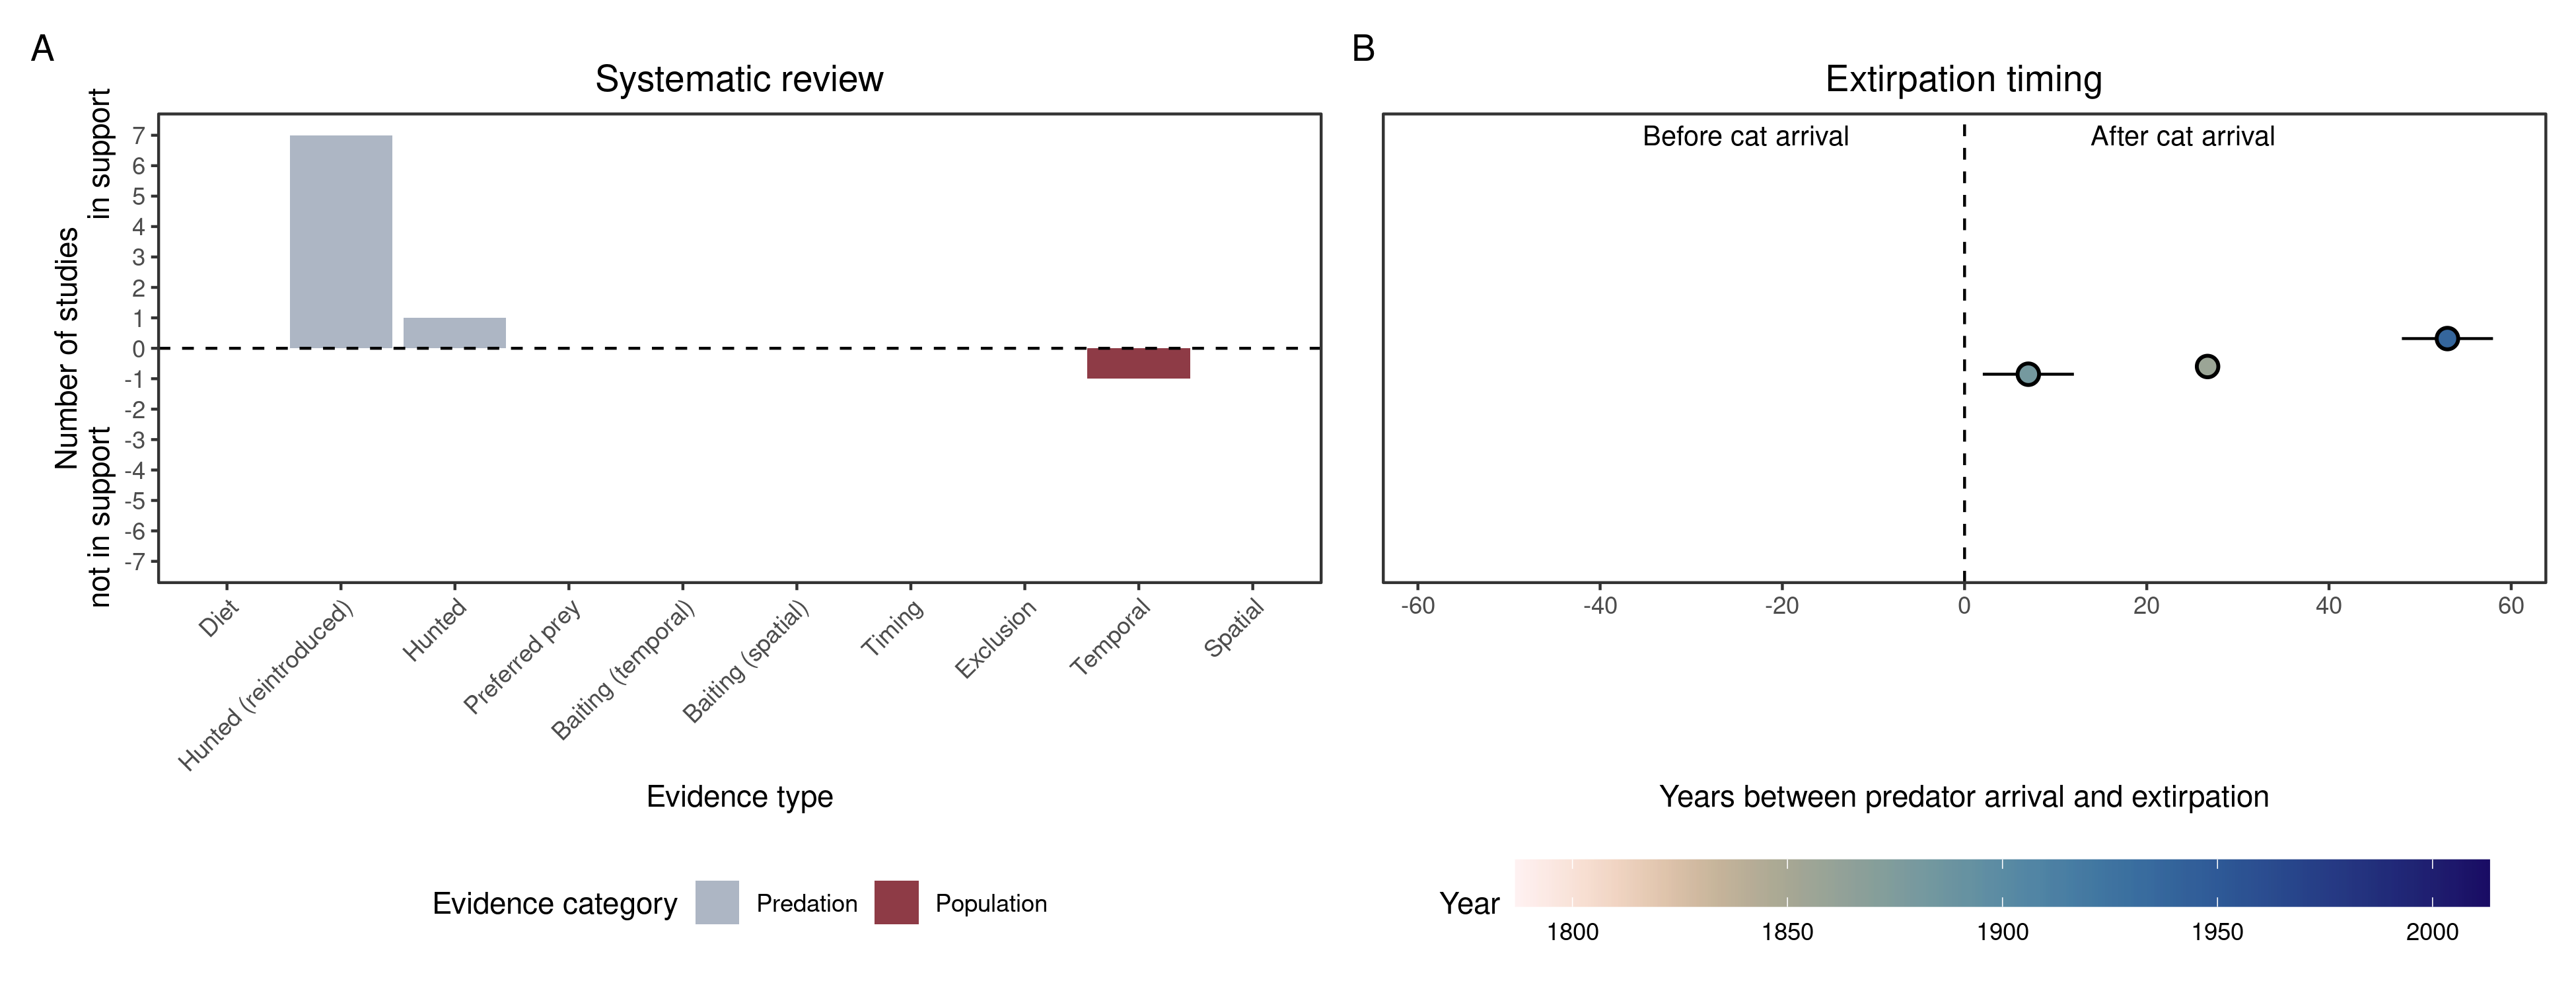 A
Systematic review
Number of studies
in support
not in support
7
6
5
4
3
2
1
0
-1
-2
-3
-4
-5
-6
-7
Diet
Hunted (reintroduced)
Hunted
Preferred prey
Baiting (temporal)
Baiting (spatial)
Timing
Exclusion
Temporal
Spatial
Evidence type
Evidence category
Predation
Population
B
Extirpation timing
Before cat arrival
After cat arrival
-60
-40
-20
0
20
40
60
Years between predator arrival and extirpation
Year
1800
1850
1900
1950
2000